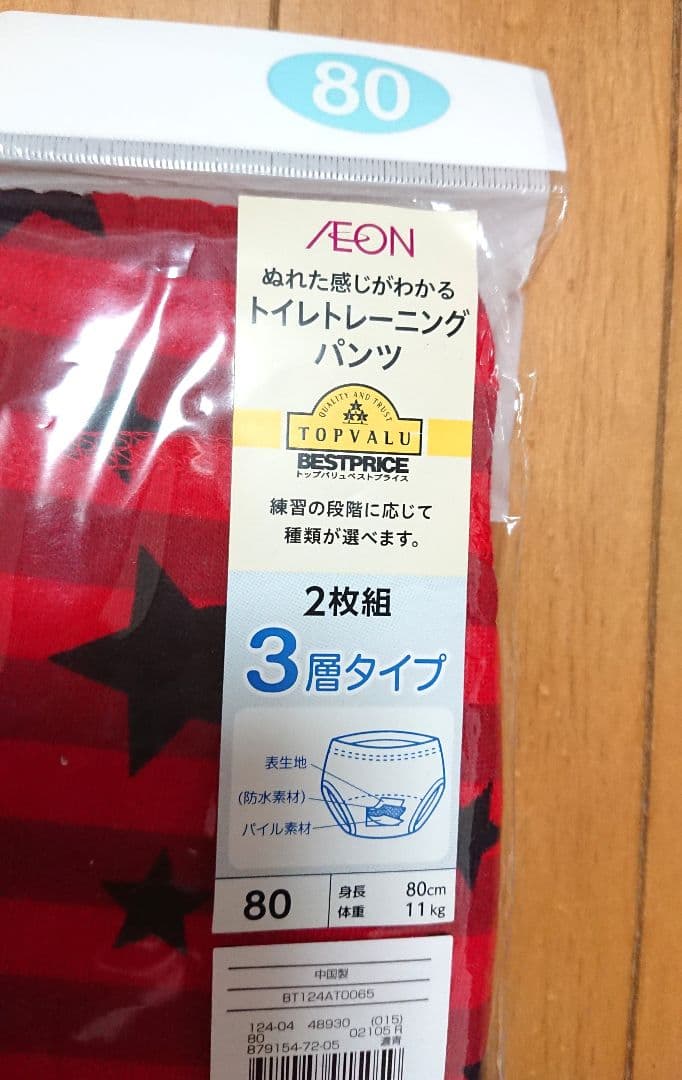 80
ÆON
ぬれた感じがわかる
トイレトレーニング
パンツ
QUALITY AND TRUST
TOPVALU
BESTPRICE
トップバリュベストプライス
練習の段階に応じて
種類が選べます。
2枚組
3層タイプ
表生地
(防水素材)
パイル素材
80 身長 80cm
体重 11kg
中国製
BT124AT0065
124-04 48930 (015)
80 02105 R
879154-72-05 濃青